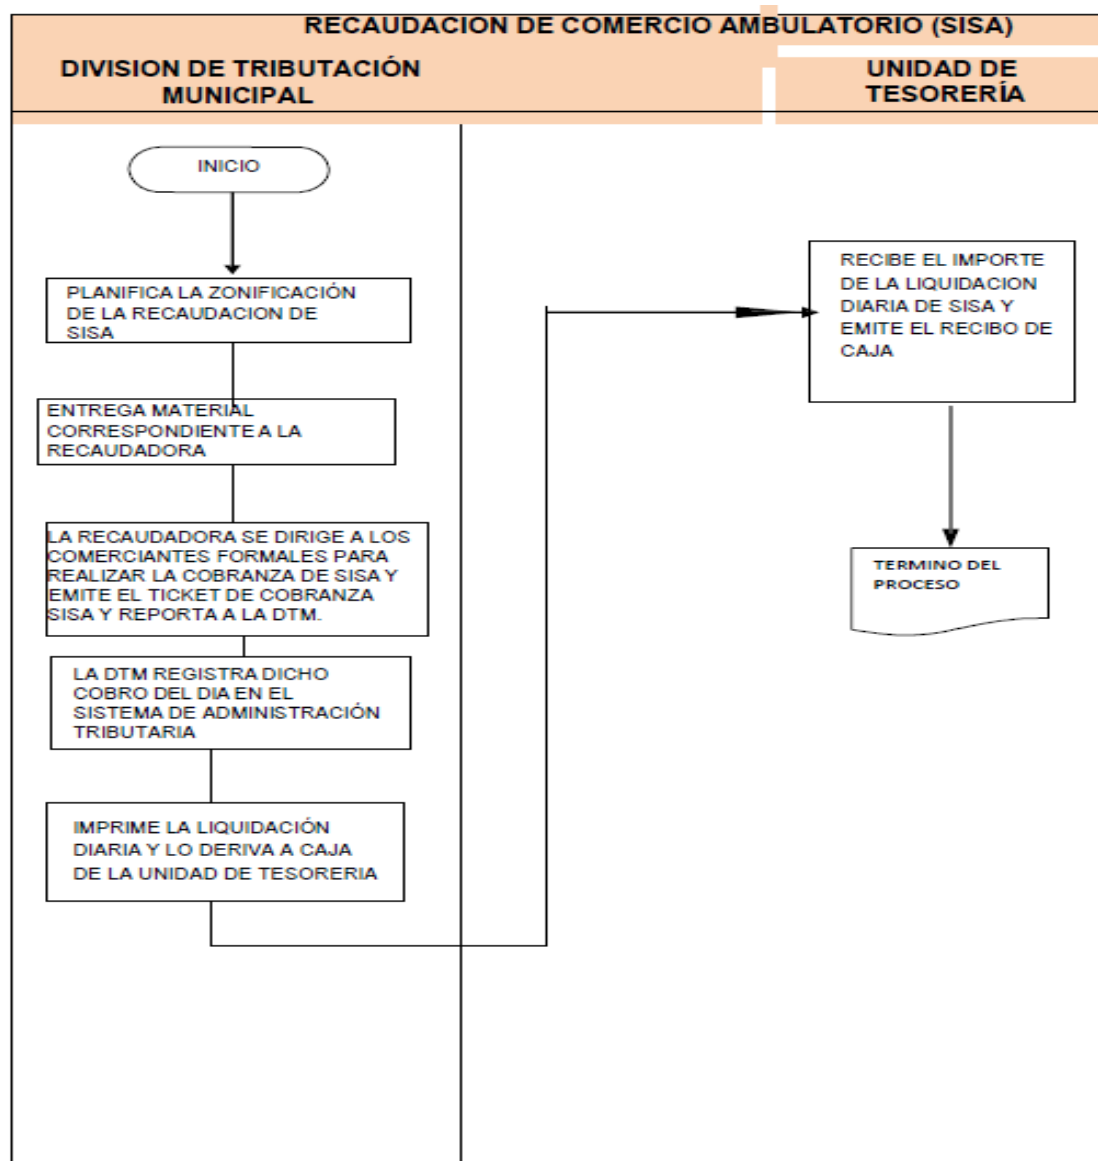 RECAUDACION DE COMERCIO AMBULATORIO (SISA)
DIVISION DE TRIBUTACIÓN
MUNICIPAL
UNIDAD DE
TESORERÍA
INICIO
PLANIFICA LA ZONIFICACIÓN
DE LA RECAUDACION DE
SISA
ENTREGA MATERIAL
CORRESPONDIENTE A LA
RECAUDADORA
LA RECAUDADORA SE DIRIGE A LOS
COMERCIANTES FORMALES PARA
REALIZAR LA COBRANZA DE SISA Y
EMITE EL TICKET DE COBRANZA
SISA Y REPORTA A LA DTM.
LA DTM REGISTRA DICHO
COBRO DEL DIA EN EL
SISTEMA DE ADMINISTRACIÓN
TRIBUTARIA
IMPRIME LA LIQUIDACIÓN
DIARIA Y LO DERIVA A CAJA
DE LA UNIDAD DE TESORERIA
RECIBE EL IMPORTE
DE LA LIQUIDACION
DIARIA DE SISA Y
EMITE EL RECIBO DE
CAJA
TERMINO DEL
PROCESO